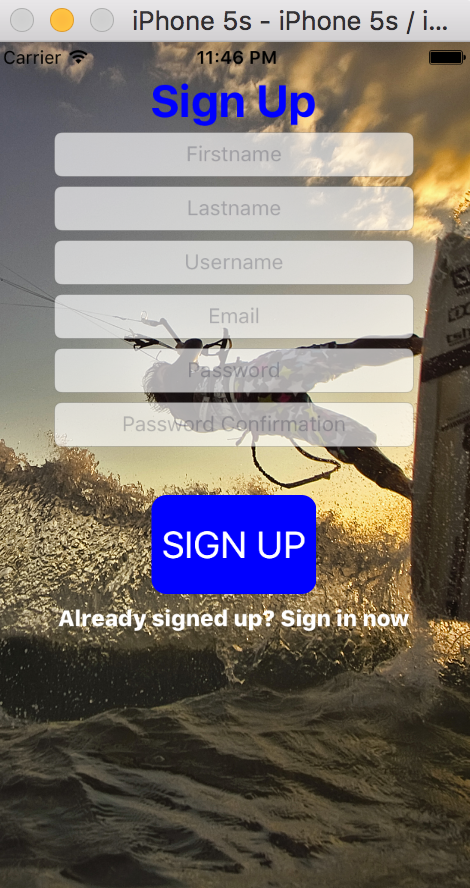 iPhone 5s - iPhone 5s / i...
Carrier 11:46 PM
Sign Up
Firstname
Lastname
Username
Email
Password
Password Confirmation
SIGN UP
Already signed up? Sign in now